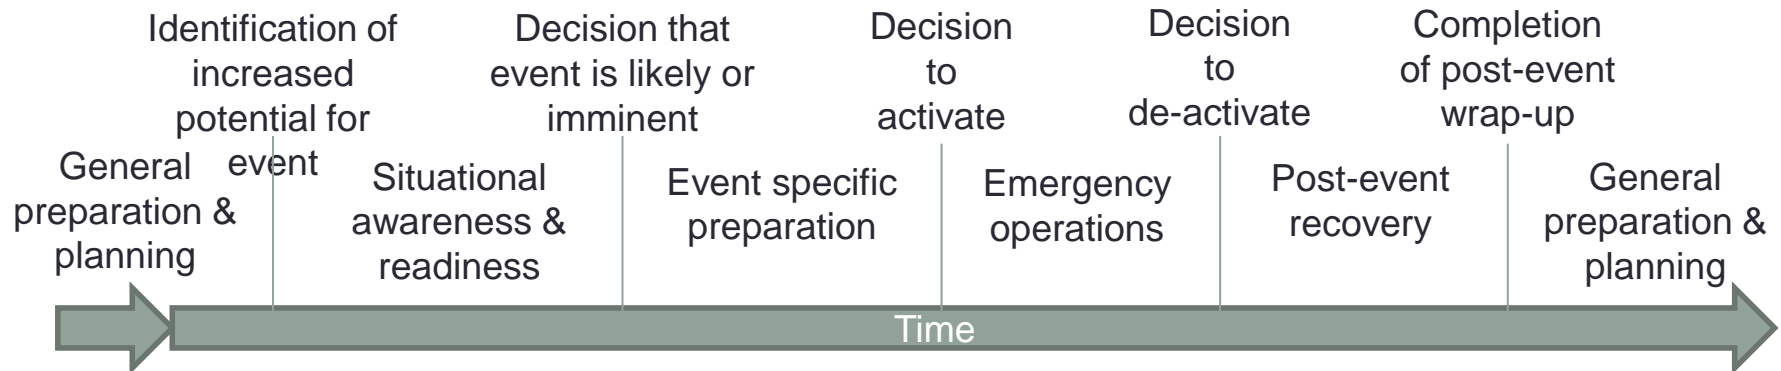 Identification of
increased
potential for
event
Decision that
event is likely or
imminent
Decision
to
activate
Decision
to
de-activate
Completion
of post-event
wrap-up
General
preparation &
planning
Situational
awareness &
readiness
Event specific
preparation
Emergency
operations
Post-event
recovery
General
preparation &
planning
Time